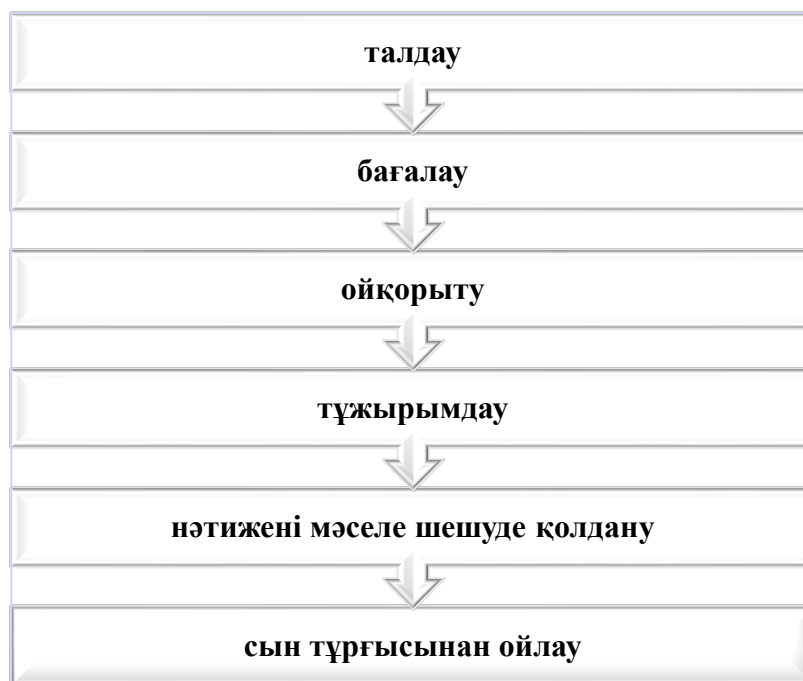 талдау
бағалау
ойқорыту
тұжырымдау
нәтижені мәселе шешуде қолдану
сын тұрғысынан ойлау